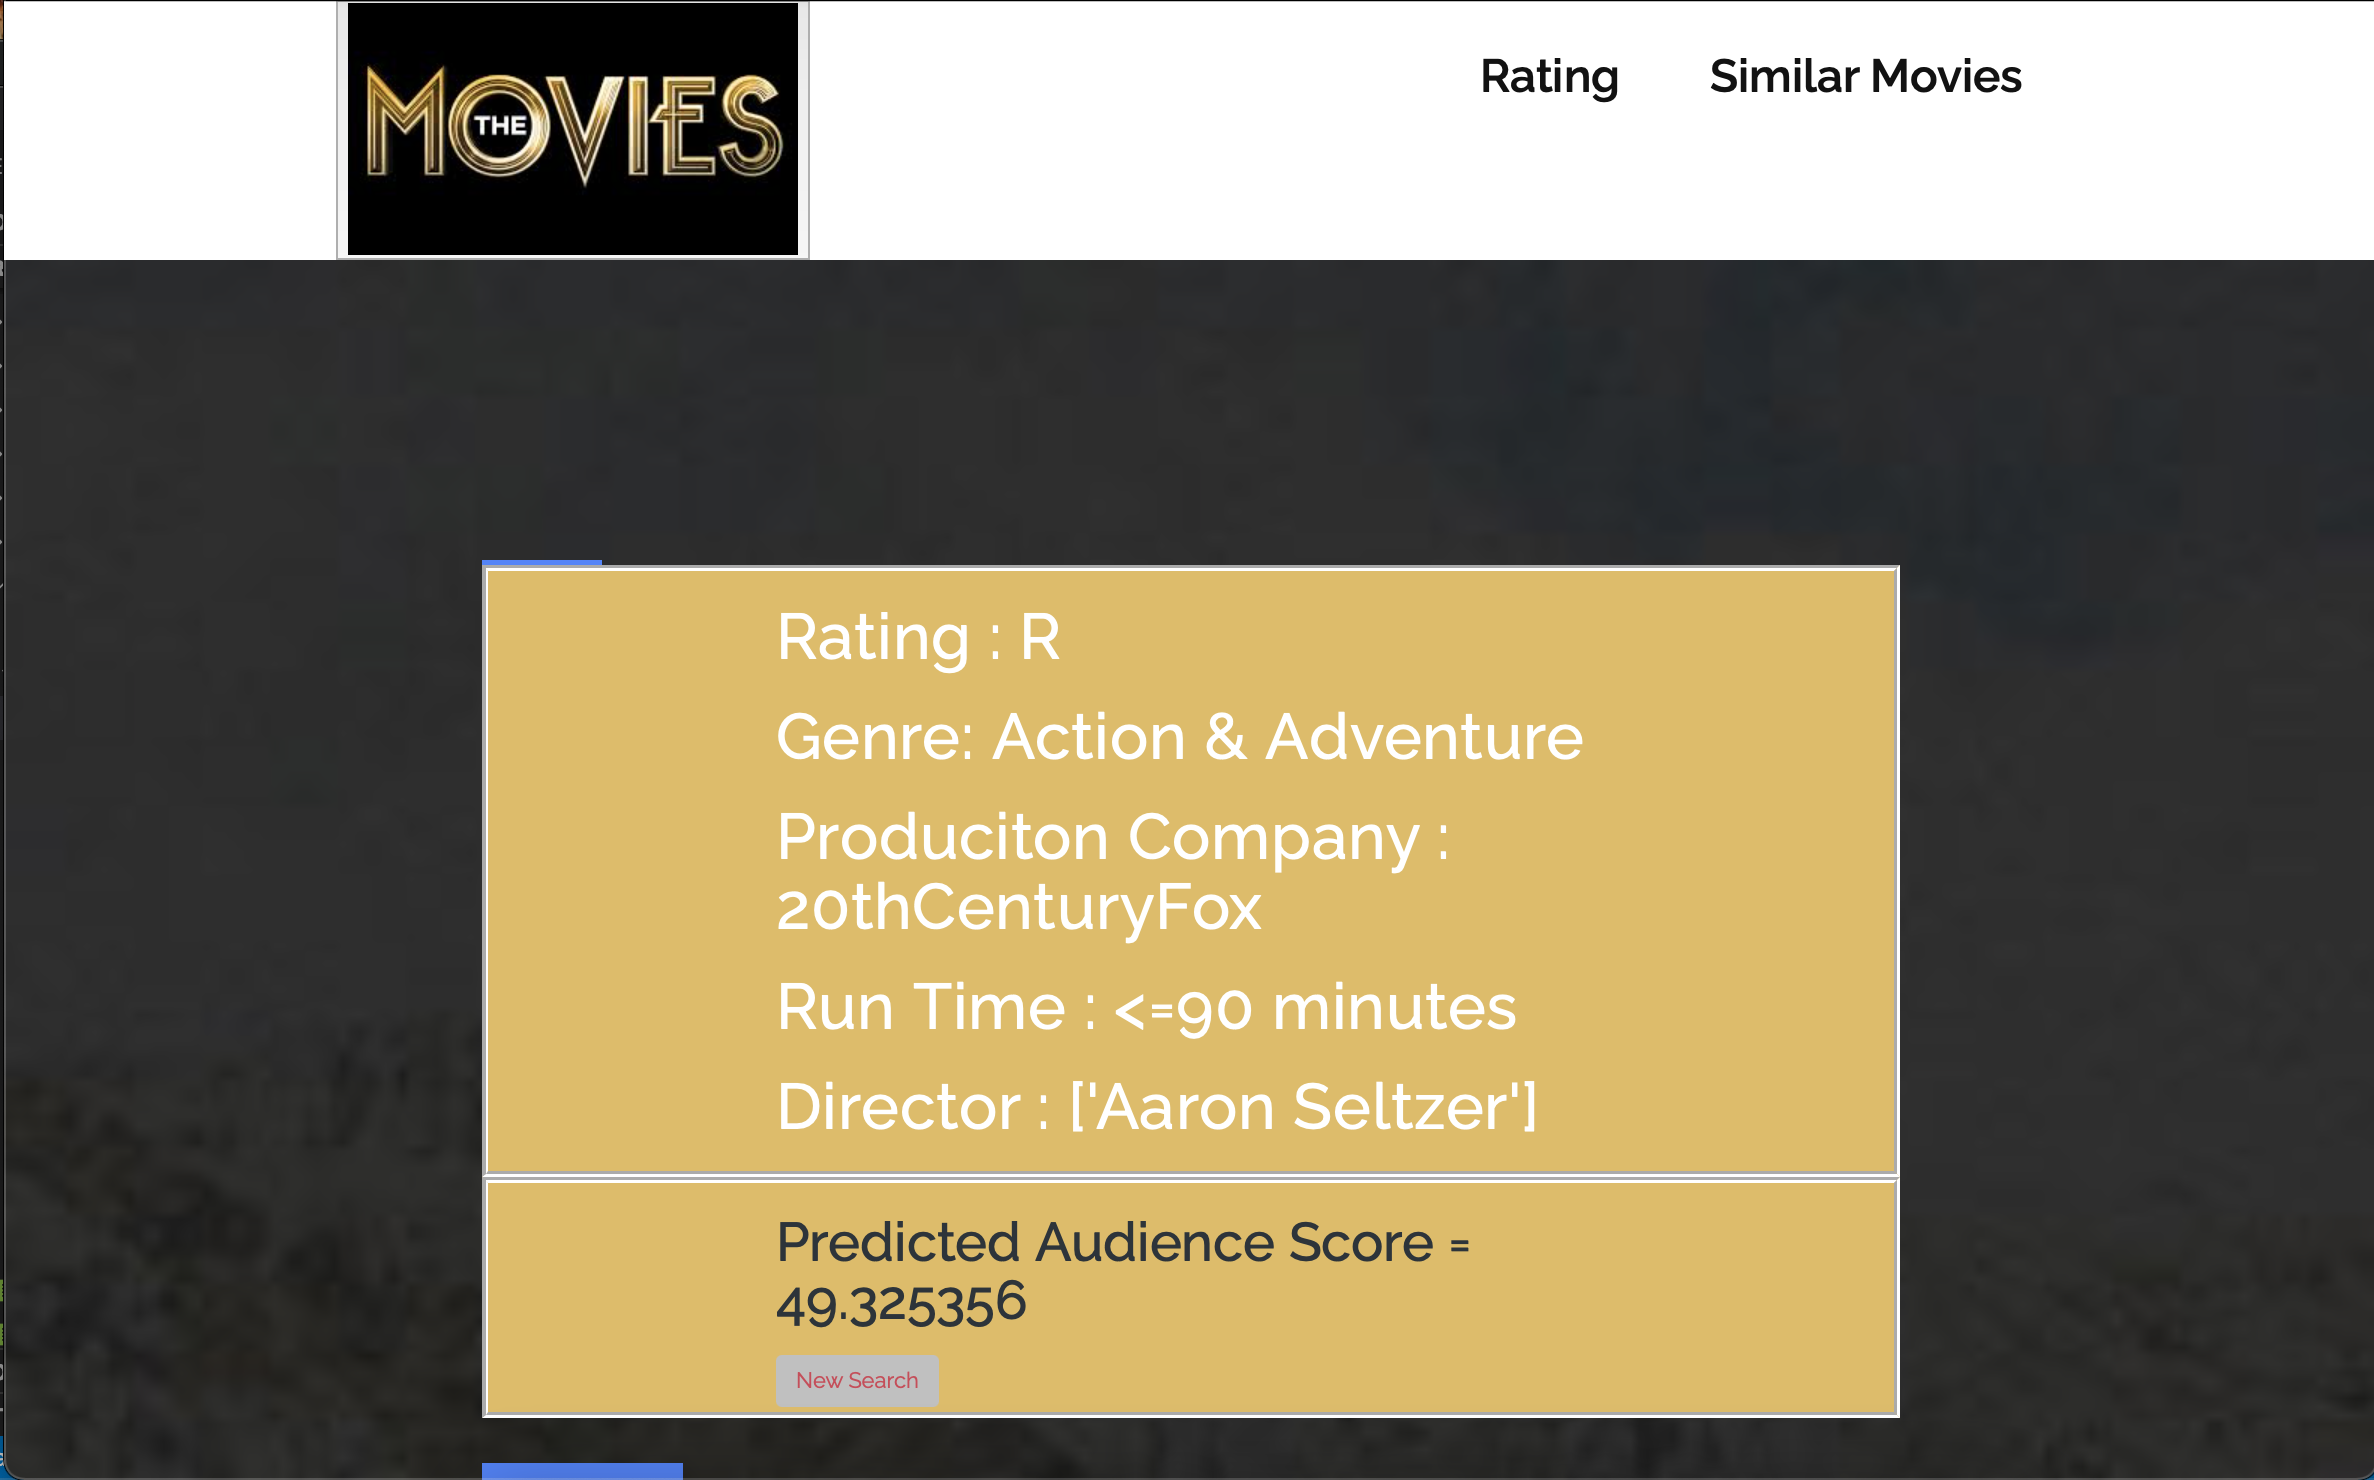 MOVIES
THE
Rating
Similar Movies
Rating : R
Genre: Action & Adventure
Produciton Company :
20thCenturyFox
Run Time : <=90 minutes
Director : ['Aaron Seltzer']
Predicted Audience Score =
49.325356
New Search